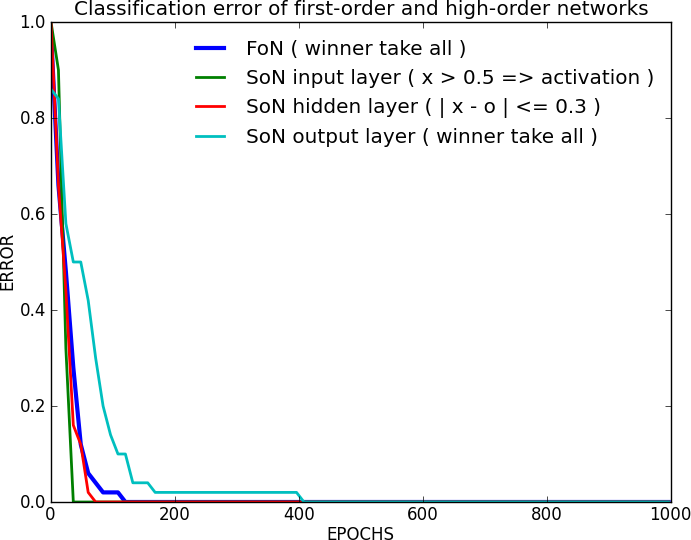 Classification error of first-order and high-order networks
1.0
FoN ( winner take all )
SoN input layer ( x > 0.5 => activation )
SoN hidden layer ( | x - o | <= 0.3 )
SoN output layer ( winner take all )
0.8
0.6
ERROR
0.4
0.2
0.0
0 200 400 600 800 1000
EPOCHS